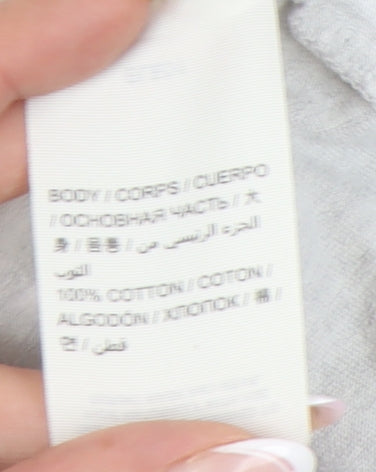 BODY / CORPS / CUERPO
/ ОСНОВНАЯ ЧАСТЬ / 大
身 / 몸통 / الجزء الرئيسي من
الثوب
100% COTTON / COTON /
ALGODÓN / ХЛОПОК / 棉 /
면 / قطن